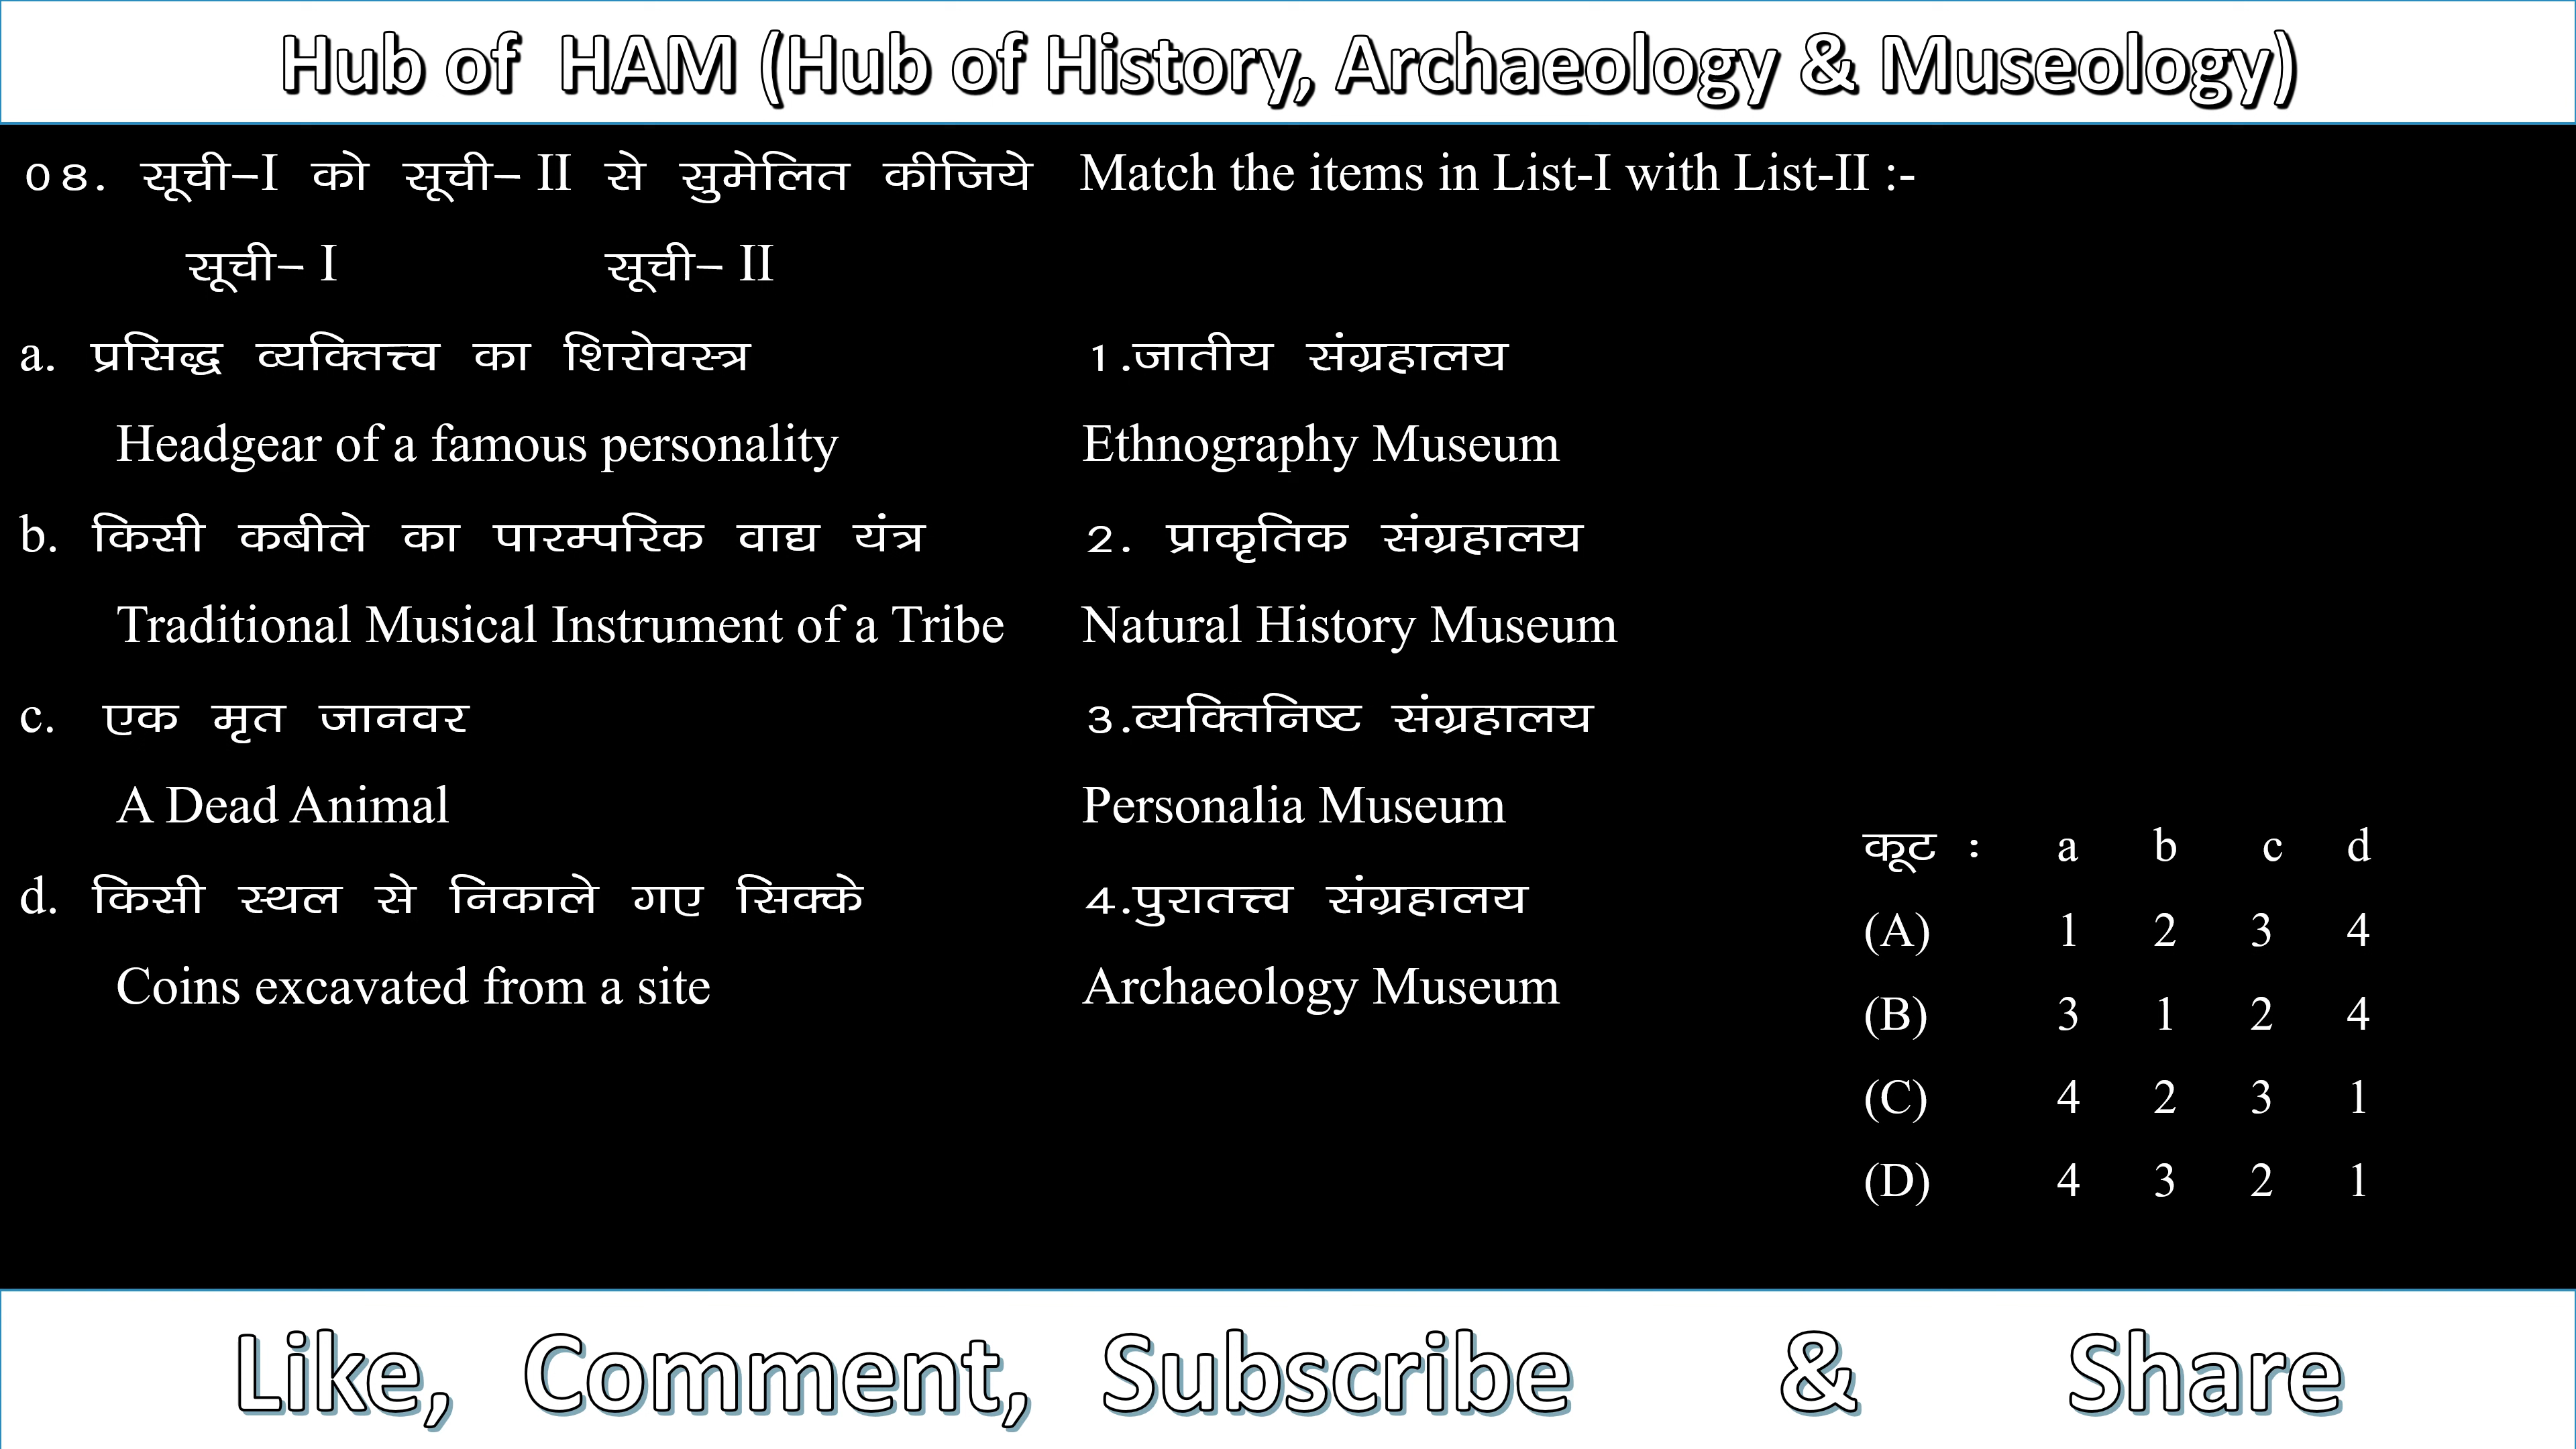 Hub of HAM (Hub of History, Archaeology & Museology)
08. सूची–I को सूची– II से सुमेलित कीजिये Match the items in List-I with List-II :-
सूची– I सूची– II
a. प्रसिद्ध व्यक्तित्त्व का शिरोवस्त्र 1.जातीय संग्रहालय
Headgear of a famous personality Ethnography Museum
b. किसी कबीले का पारम्परिक वाद्य यंत्र 2. प्राकृतिक संग्रहालय
Traditional Musical Instrument of a Tribe Natural History Museum
c. एक मृत जानवर 3.व्यक्तिनिष्ट संग्रहालय
A Dead Animal Personalia Museum
d. किसी स्थल से निकाले गए सिक्के 4.पुरातत्त्व संग्रहालय
Coins excavated from a site Archaeology Museum
कूट : a b c d
(A) 1 2 3 4
(B) 3 1 2 4
(C) 4 2 3 1
(D) 4 3 2 1
Like, Comment, Subscribe & Share